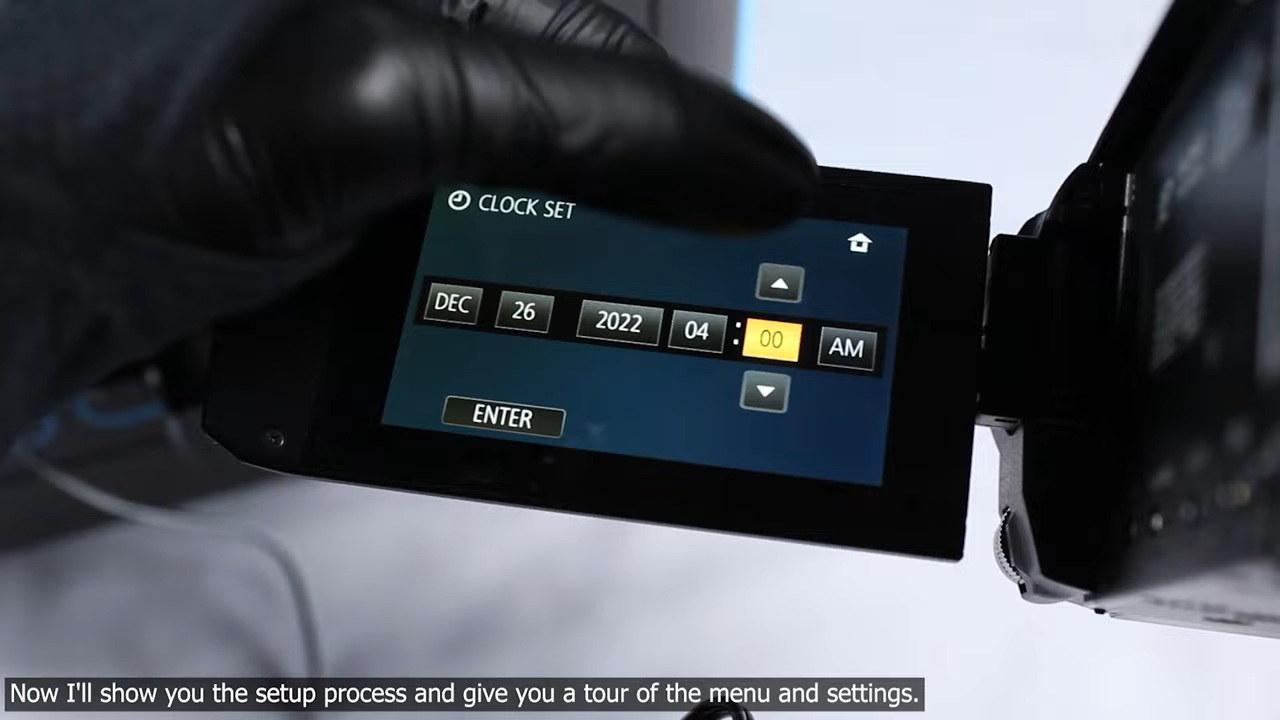 CLOCK SET
DEC 26 2022 04 : 00 AM
ENTER
Now I'll show you the setup process and give you a tour of the menu and settings.